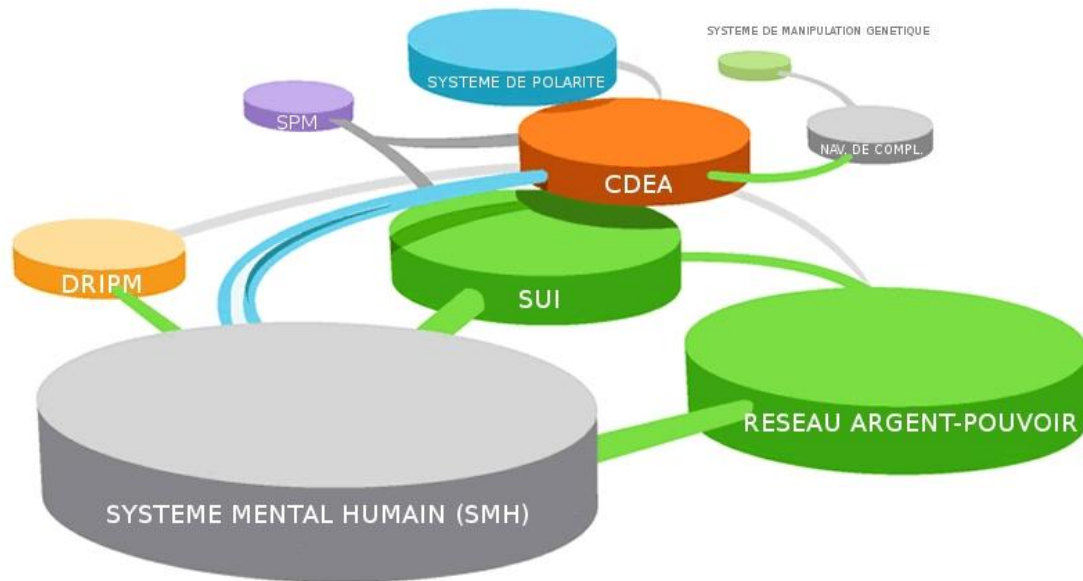 SYSTEME DE MANIPULATION GENETIQUE
SYSTEME DE POLARITE
SPM
NAV. DE COMPL.
CDEA
DRIPM
SUI
RESEAU ARGENT-POUVOIR
SYSTEME MENTAL HUMAIN (SMH)